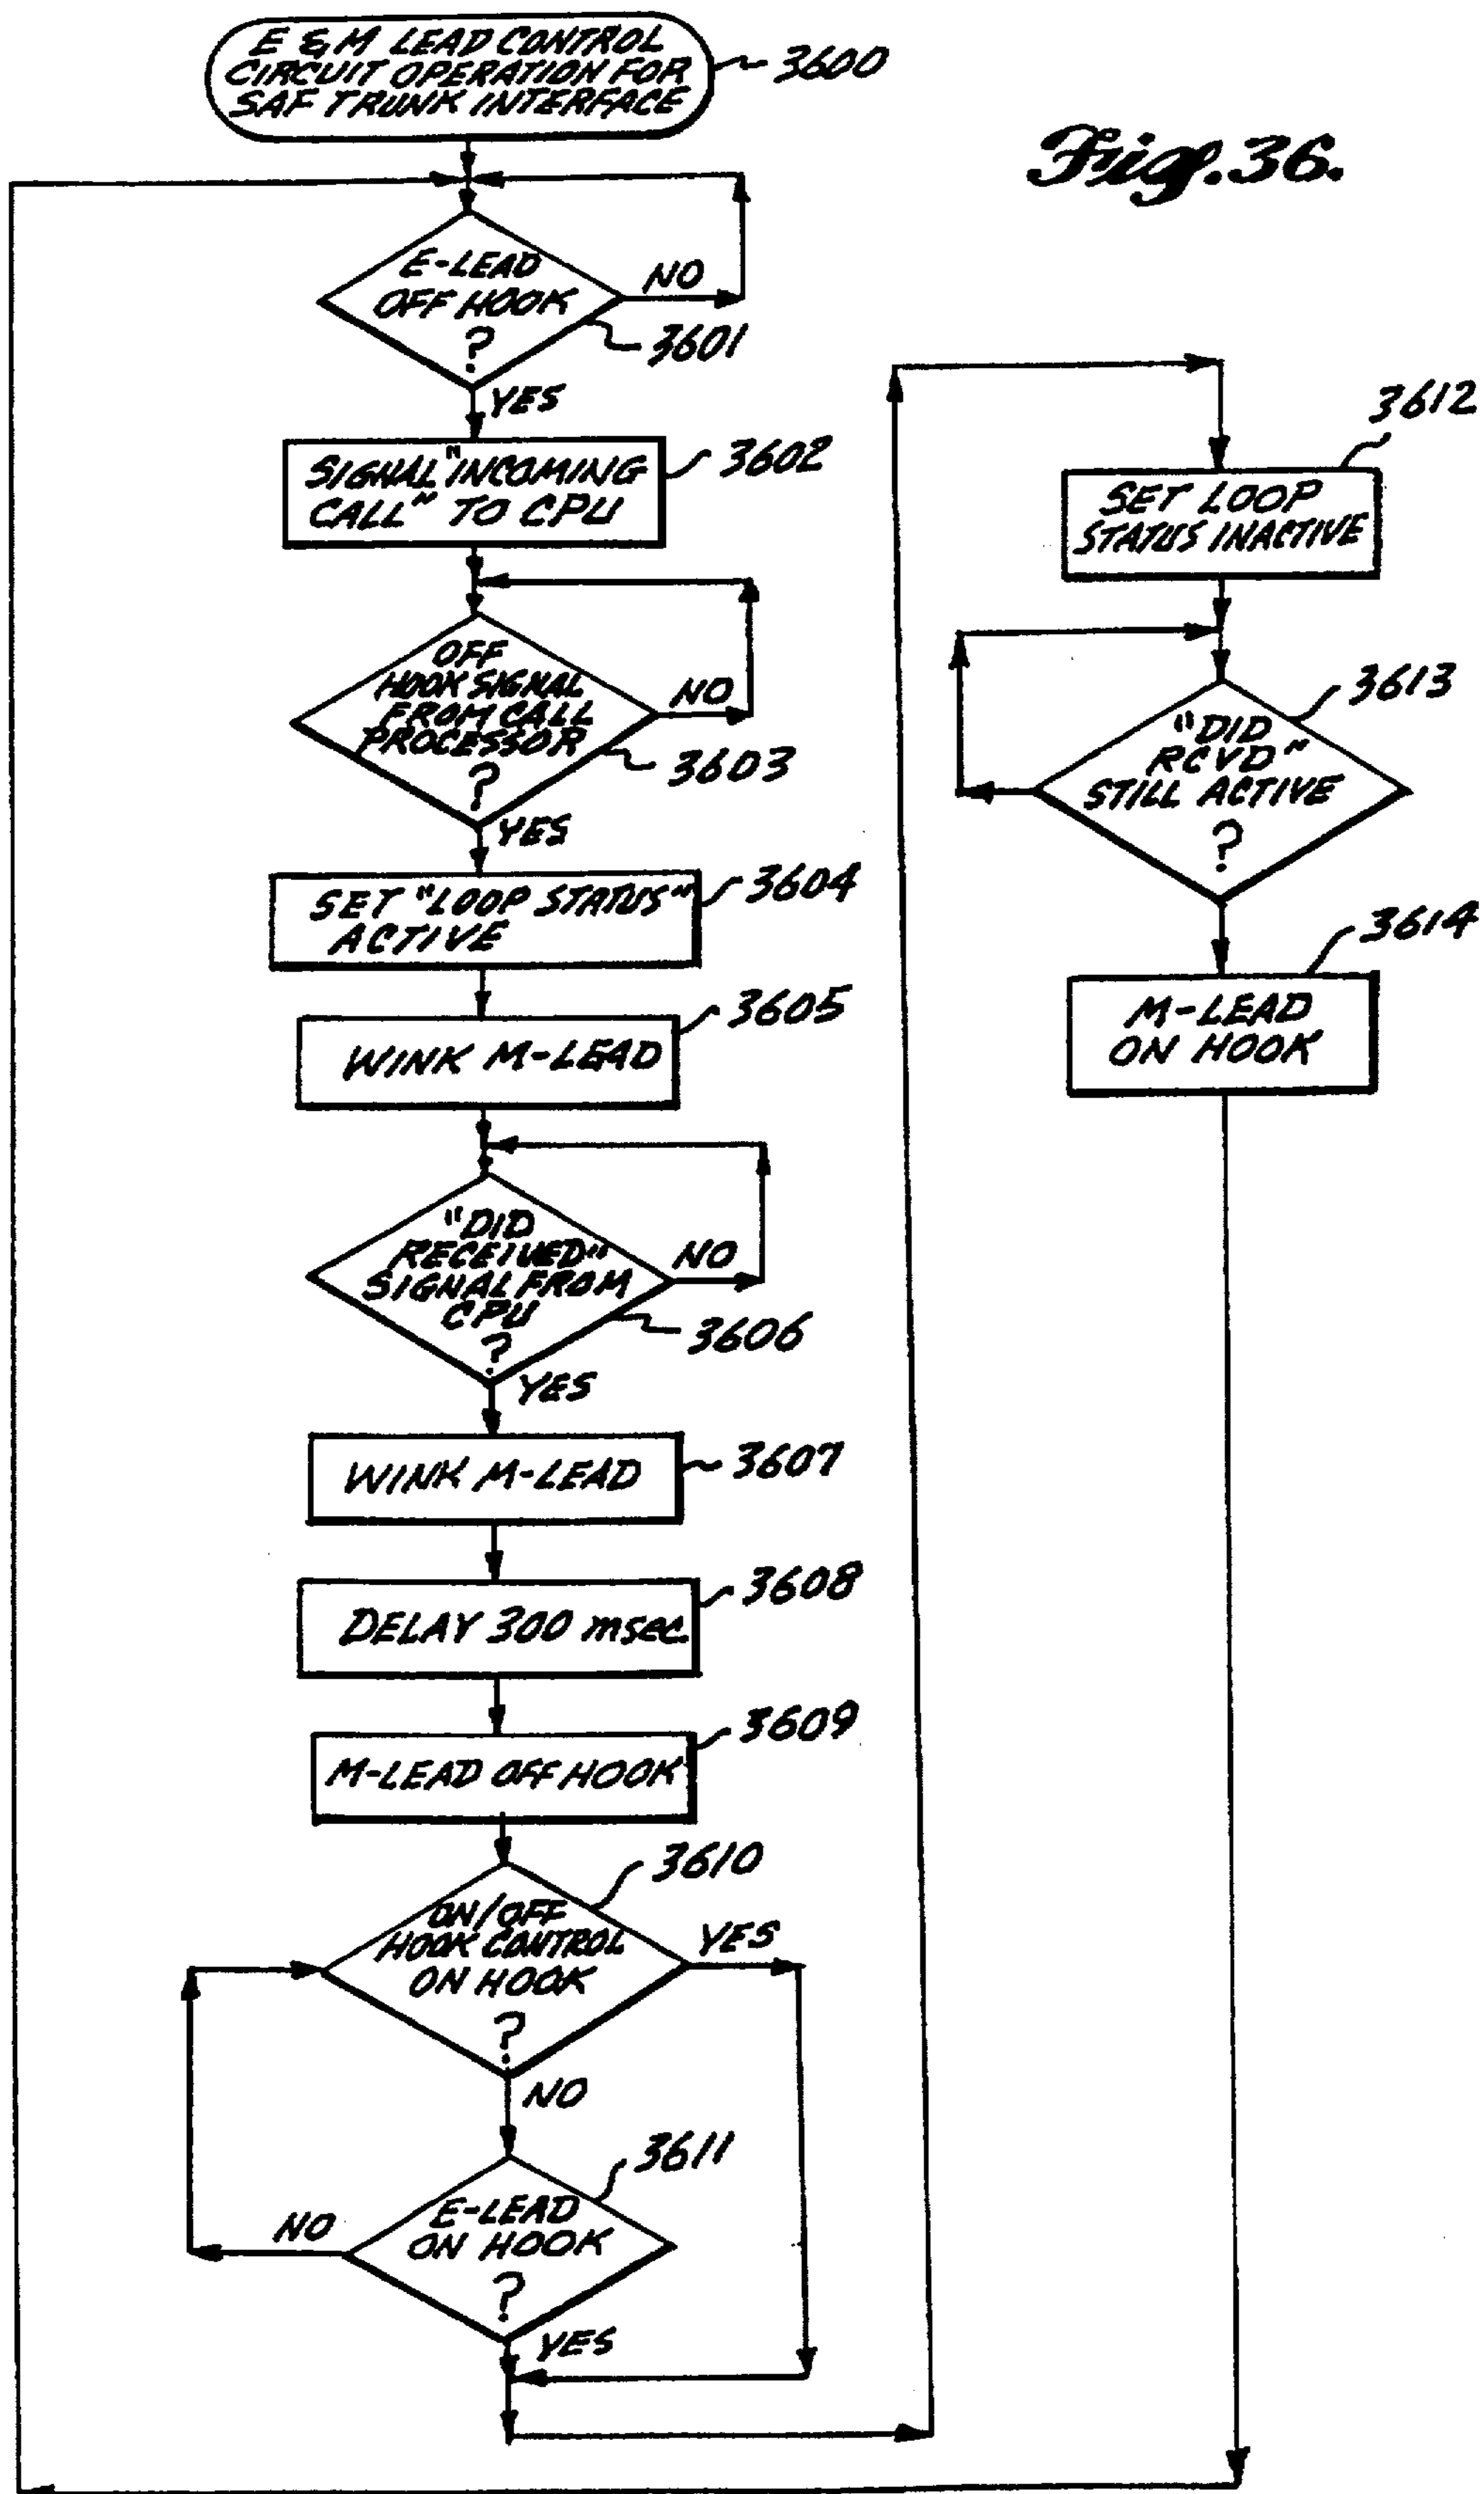 E & M LEAD CONTROL
CIRCUIT OPERATION FOR
SAF TRUNK INTERFACE
3600
Fig. 36.
E-LEAD
OFF HOOK
?
NO
3601
YES
SIGNAL "INCOMING
CALL" TO CPU
3602
OFF
HOOK SIGNAL
FROM CALL
PROCESSOR
?
NO
3603
YES
SET "LOOP STATUS"
ACTIVE
3604
WINK M-LEAD
3605
"DID
RECEIVED"
SIGNAL FROM
CPU
?
NO
3606
YES
WINK M-LEAD
3607
DELAY 300 msec
3608
M-LEAD OFF HOOK
3609
ON/OFF
HOOK CONTROL
ON HOOK
?
3610
YES
NO
E-LEAD
ON HOOK
?
3611
NO
YES
SET LOOP
STATUS INACTIVE
3612
"DID
RCVD"
STILL ACTIVE
?
3613
M-LEAD
ON HOOK
3614